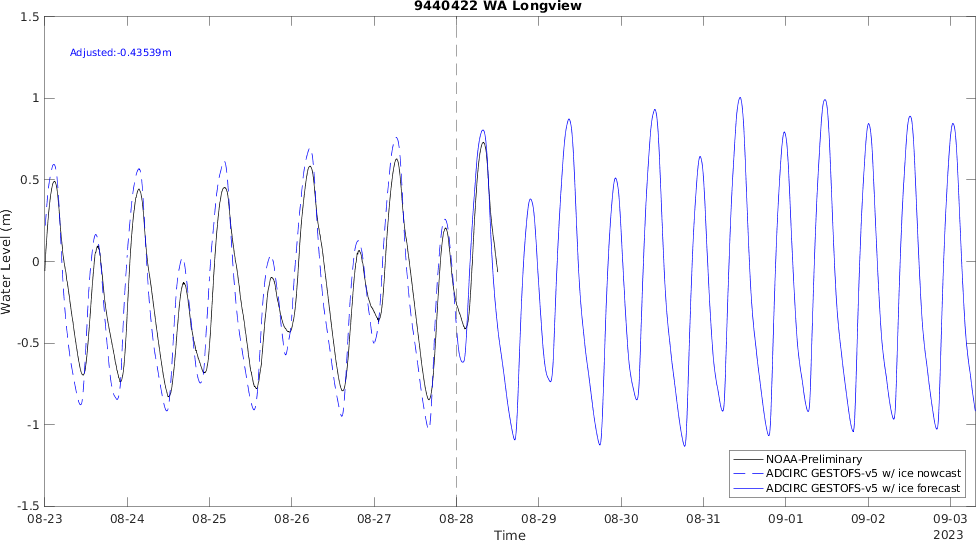 9440422 WA Longview
Adjusted:-0.43539m
Water Level (m)
1.5
1
0.5
0
-0.5
-1
-1.5
NOAA-Preliminary
ADCIRC GESTOFS-v5 w/ ice nowcast
ADCIRC GESTOFS-v5 w/ ice forecast
08-23 08-24 08-25 08-26 08-27 08-28 08-29 08-30 08-31 09-01 09-02 09-03
2023
Time